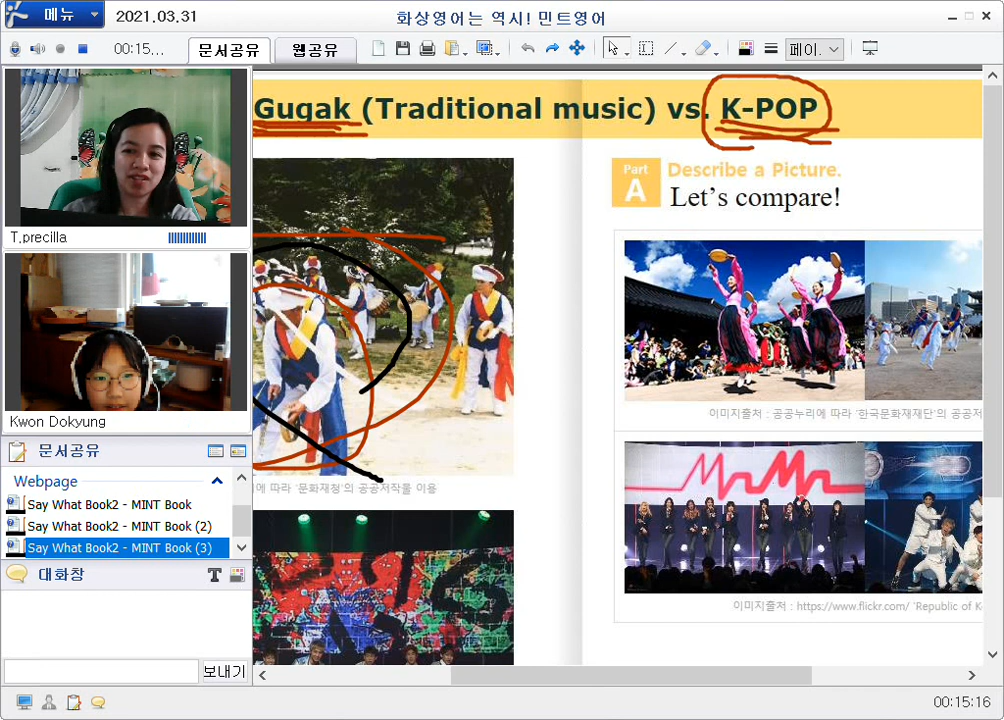 메뉴
2021.03.31
화상영어는 역시! 민트영어
00:15...
문서공유
웹공유
페이.
T.precilla
Kwon Dokyung
문서공유
Webpage
Say What Book2 - MINT Book
Say What Book2 - MINT Book (2)
Say What Book2 - MINT Book (3)
대화창
보내기
Gugak (Traditional music) vs. K-POP
에 따라 '문화재청'의 공공저작물 이용
Part
A
Describe a Picture.
Let's compare!
이미지출처 : 공공누리에 따라 '한국문화재재단'의 공공저
이미지출처 : https://www.flickr.com/ 'Republic of K
00:15:16